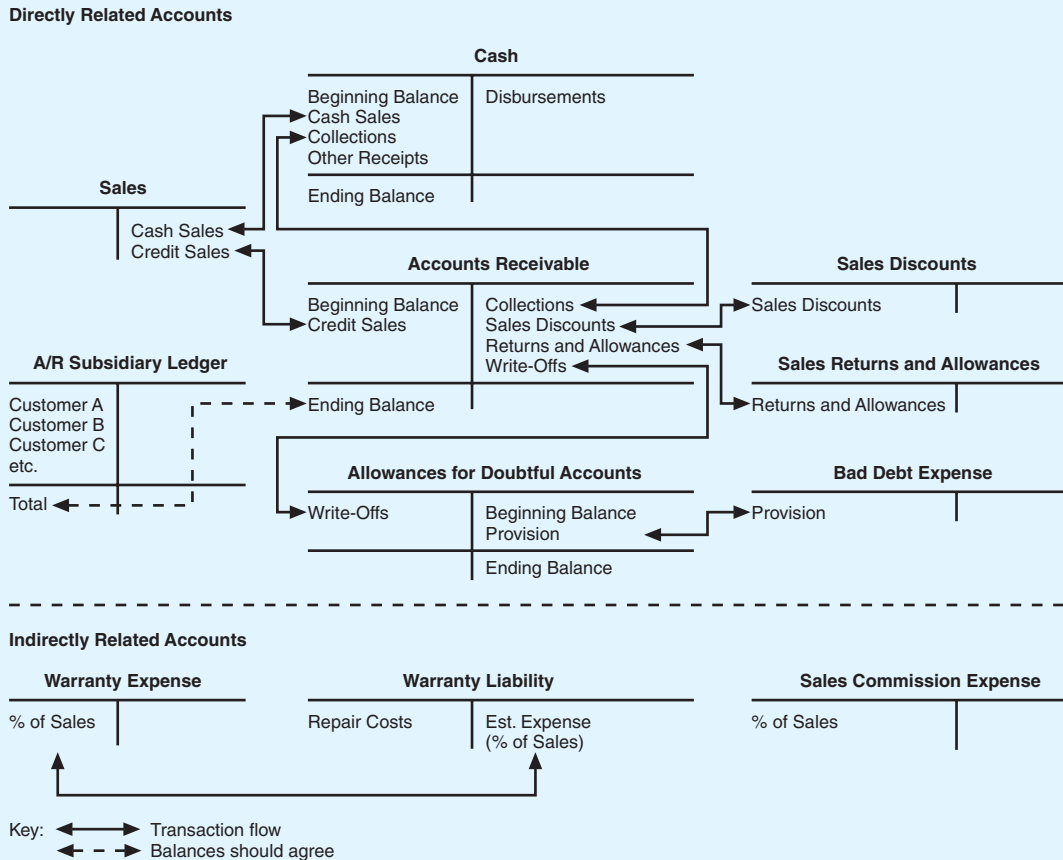 Directly Related Accounts
Cash
Beginning Balance
Cash Sales
Collections
Other Receipts
Disbursements
Ending Balance
Sales
Cash Sales
Credit Sales
Accounts Receivable
Beginning Balance
Credit Sales
Collections
Sales Discounts
Returns and Allowances
Write-Offs
Ending Balance
Sales Discounts
Sales Discounts
A/R Subsidiary Ledger
Customer A
Customer B
Customer C
etc.
Total
Sales Returns and Allowances
Returns and Allowances
Allowances for Doubtful Accounts
Write-Offs
Beginning Balance
Provision
Ending Balance
Bad Debt Expense
Provision
Indirectly Related Accounts
Warranty Expense
% of Sales
Warranty Liability
Repair Costs
Est. Expense
(% of Sales)
Sales Commission Expense
% of Sales
Key: Transaction flow
Balances should agree